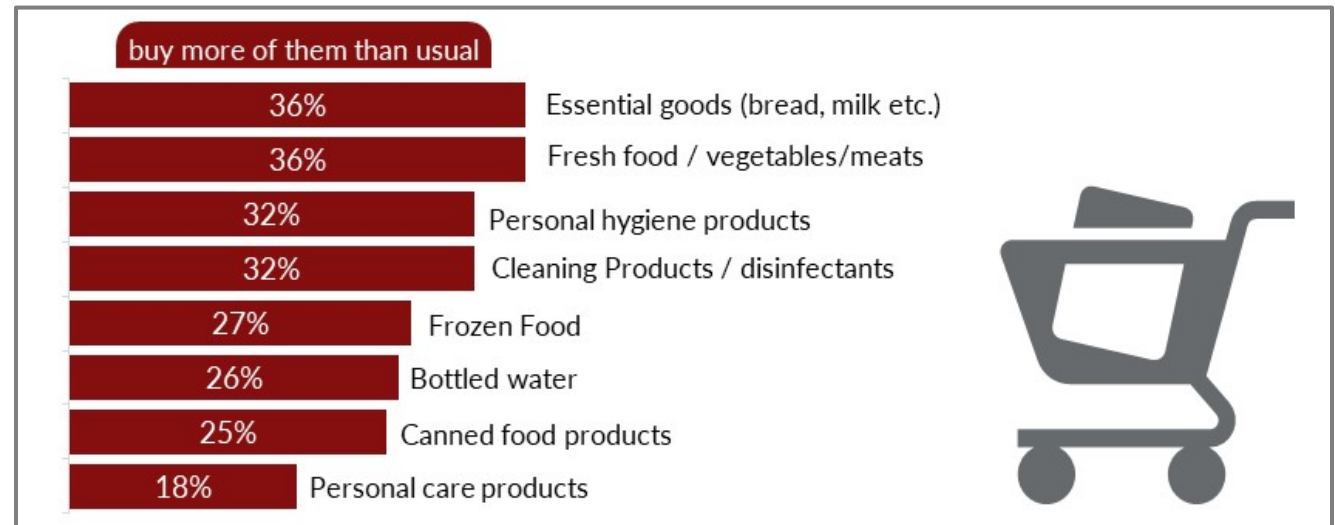 buy more of them than usual
36% Essential goods (bread, milk etc.)
36% Fresh food / vegetables/meats
32% Personal hygiene products
32% Cleaning Products / disinfectants
27% Frozen Food
26% Bottled water
25% Canned food products
18% Personal care products